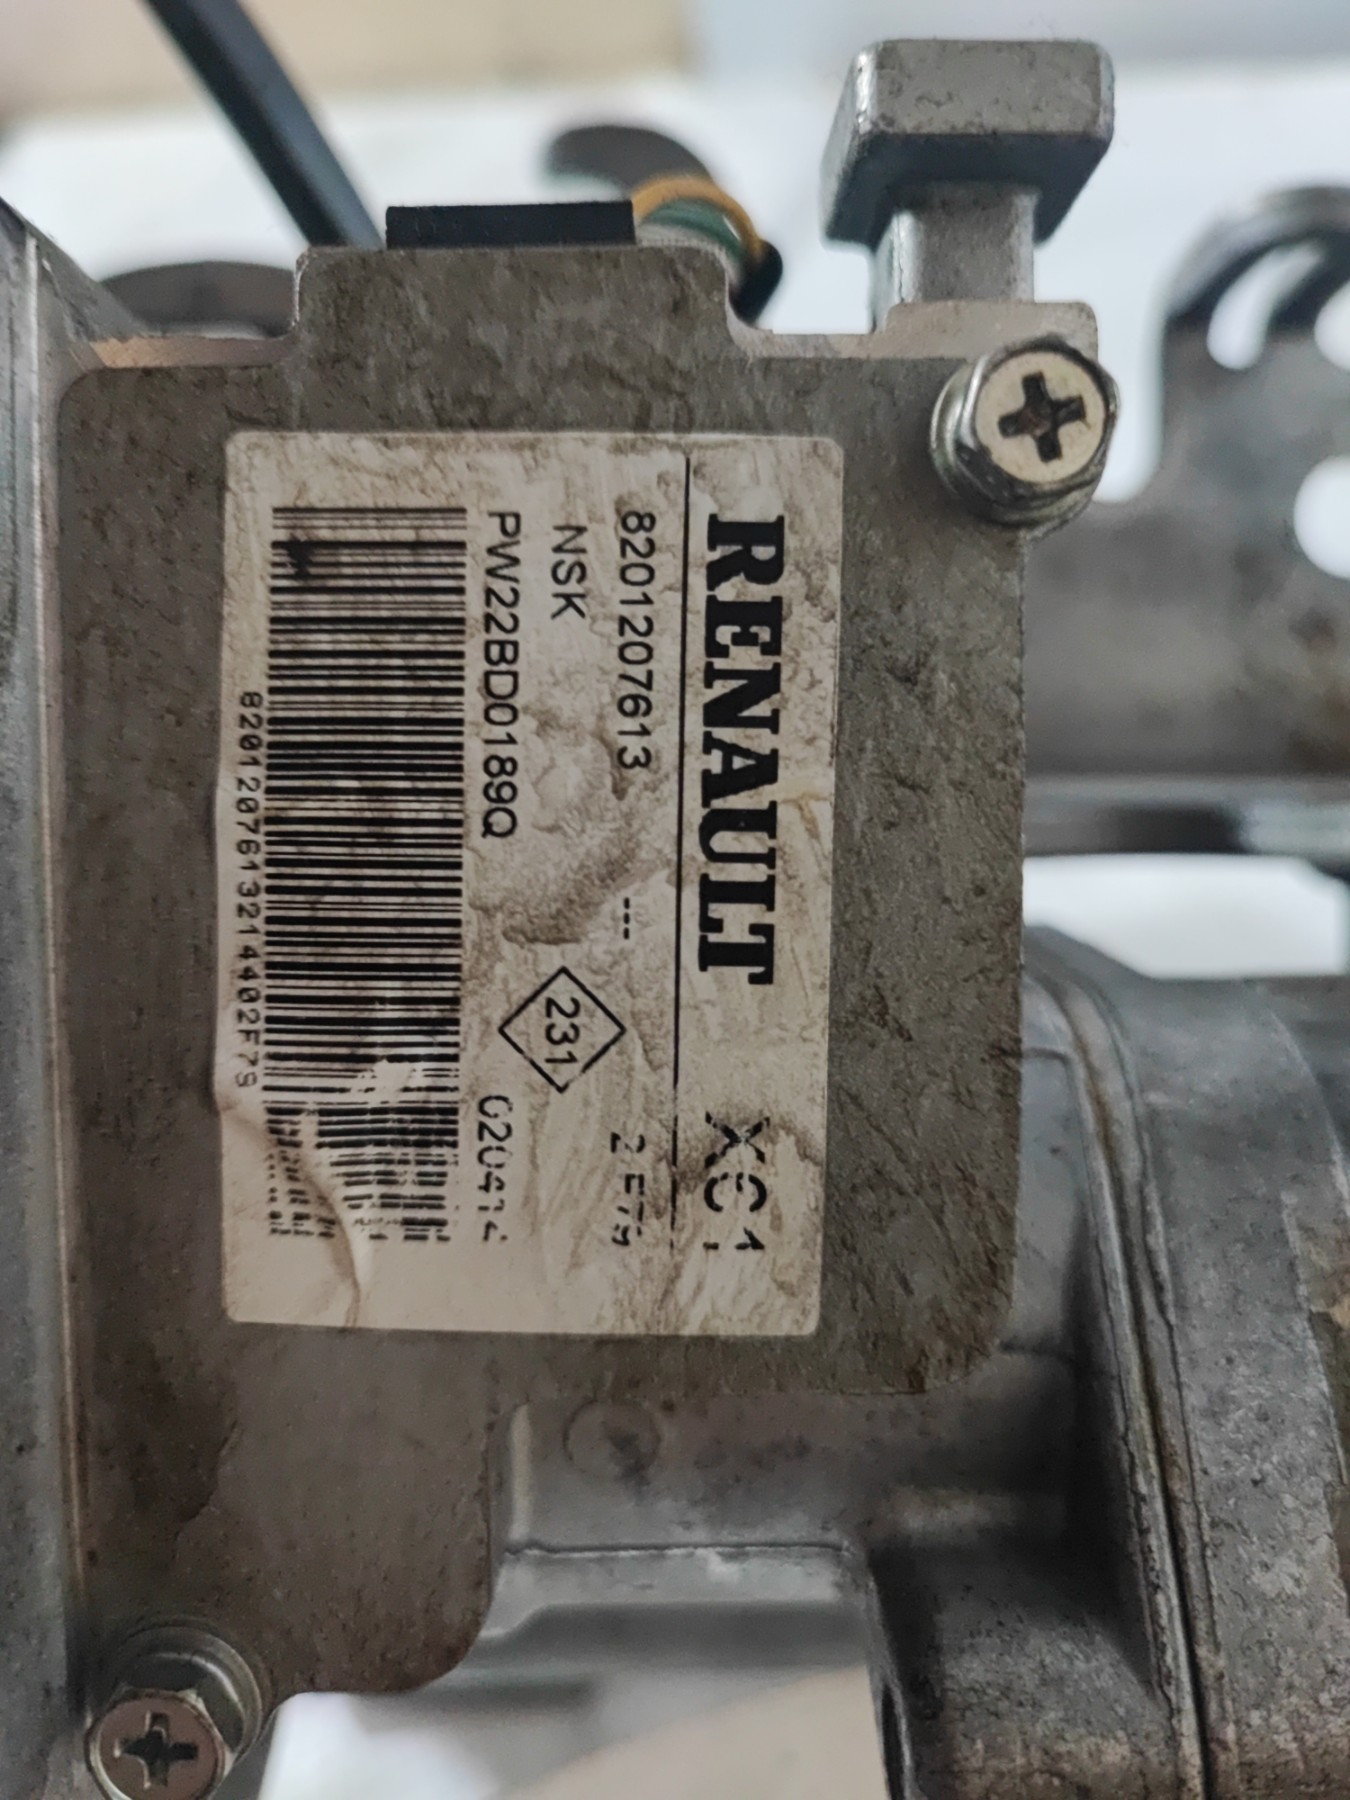 RENAULT
8201207613 ---
NSK 231
PW22BD0189Q
8201207613214402F79